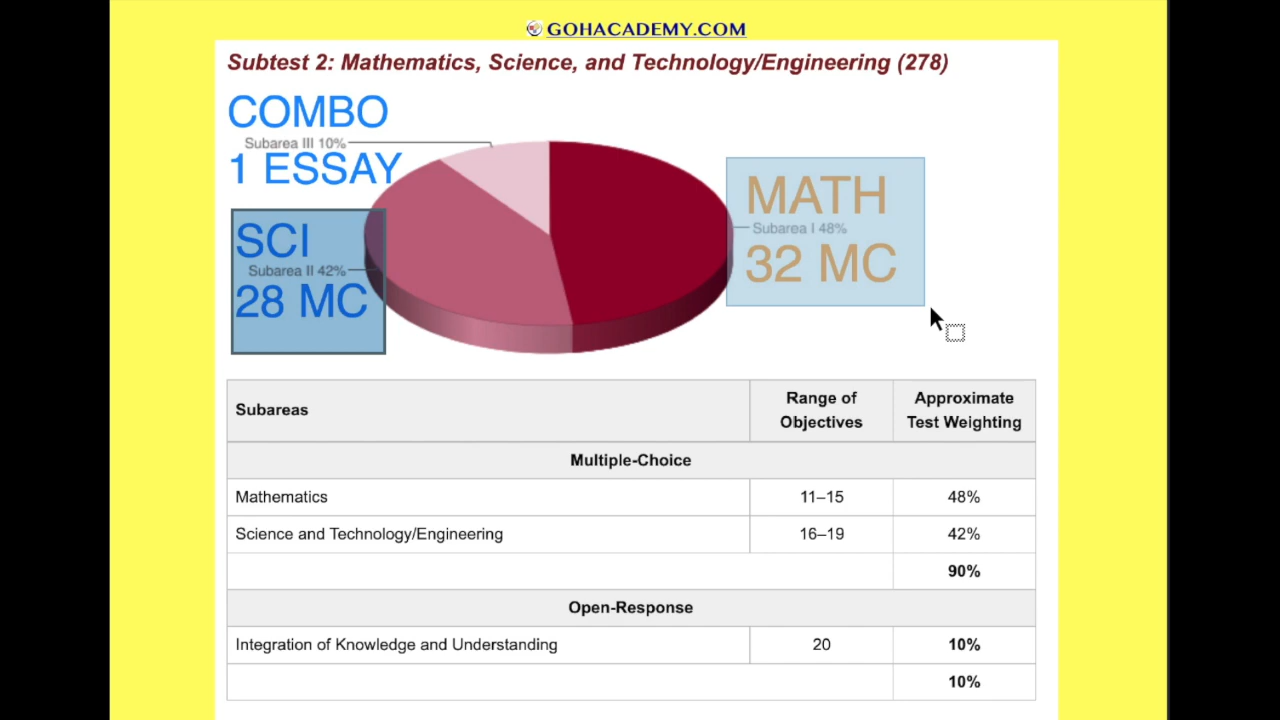 GOHACADEMY.COM
Subtest 2: Mathematics, Science, and Technology/Engineering (278)
COMBO
Subarea III 10%
1 ESSAY
SCI
Subarea II 42%
28 MC
MATH
Subarea I 48%
32 MC
Subareas
Range of
Objectives
Approximate
Test Weighting
Multiple-Choice
Mathematics 11–15 48%
Science and Technology/Engineering 16–19 42%
90%
Open-Response
Integration of Knowledge and Understanding 20 10%
10%